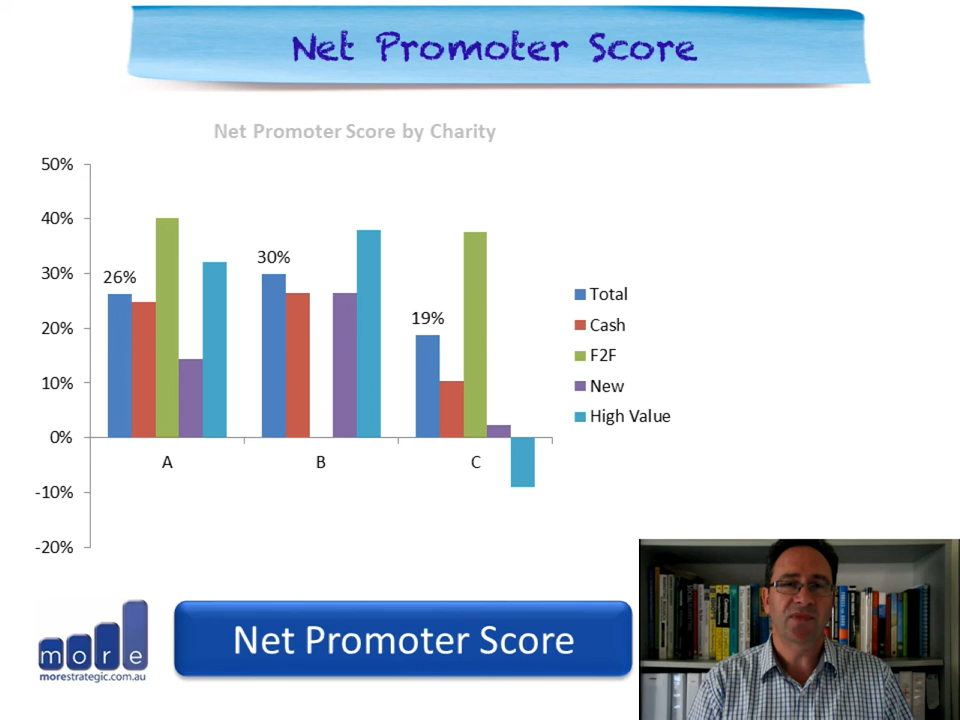 Net Promoter Score
Net Promoter Score by Charity
50%
40%
30%
20%
10%
0%
-10%
-20%
26%
30%
19%
A
B
C
Total
Cash
F2F
New
High Value
more
morestrategic.com.au
Net Promoter Score